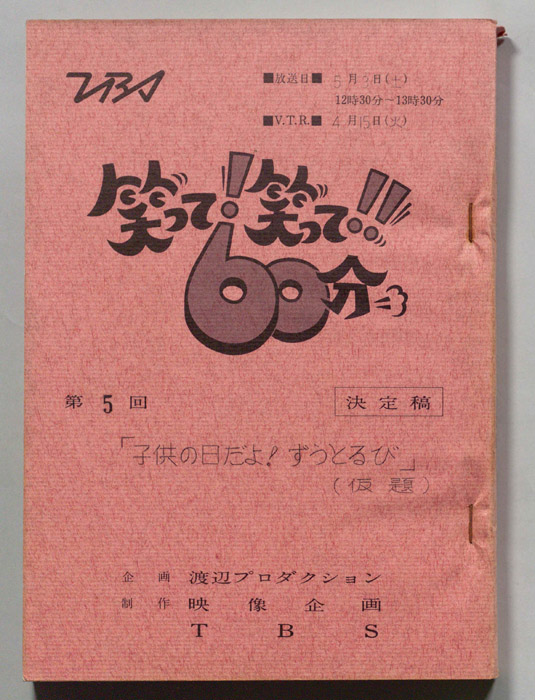 TBS
■放送日■ 5月3日(土)
12時30分～13時30分
■V.T.R.■ 4月15日(火)
笑って!笑って!!
60分
第 5 回
決定稿
「子供の日だよ!ずうとるび」
(仮題)
企画 渡辺プロダクション
制作 映像企画
TBS